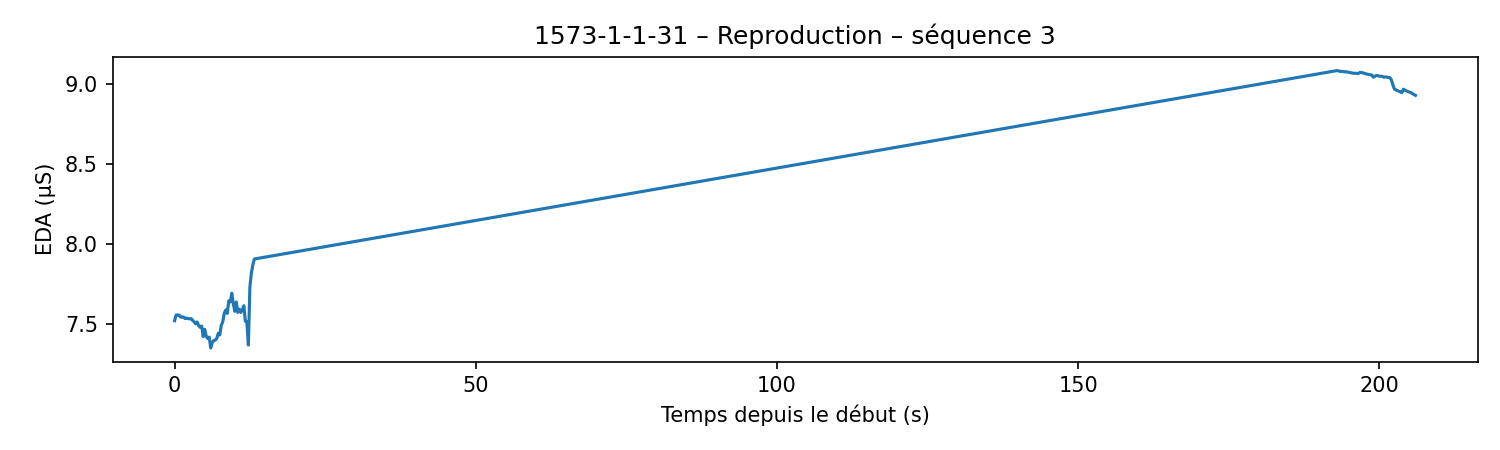 1573-1-1-31 – Reproduction – séquence 3
EDA (µS)
9.0
8.5
8.0
7.5
0 50 100 150 200
Temps depuis le début (s)